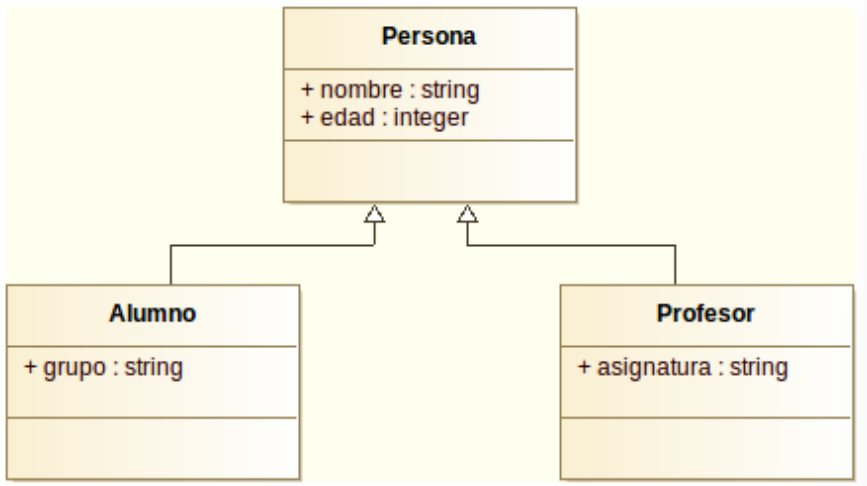 Persona
+ nombre : string
+ edad : integer
Alumno
+ grupo : string
Profesor
+ asignatura : string